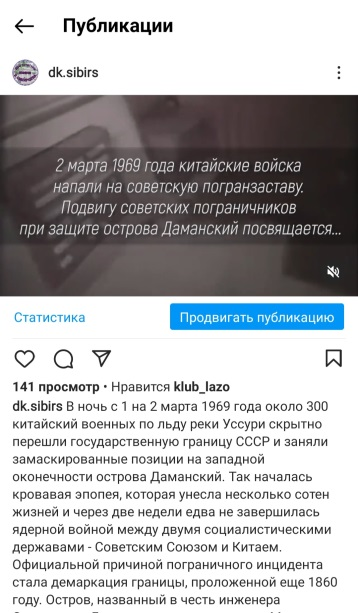 Публикации
dk.sibirs
2 марта 1969 года китайские войска
напали на советскую погранзаставу.
Подвигу советских пограничников
при защите острова Даманский посвящается...
Статистика
Продвигать публикацию
141 просмотр • Нравится klub_lazo
dk.sibirs В ночь с 1 на 2 марта 1969 года около 300
китайский военных по льду реки Уссури скрытно
перешли государственную границу СССР и заняли
замаскированные позиции на западной
оконечности острова Даманский. Так началась
кровавая эпопея, которая унесла несколько сотен
жизней и через две недели едва не завершилась
ядерной войной между двумя социалистическими
державами - Советским Союзом и Китаем.
Официальной причиной пограничного инцидента
стала демаркация границы, проложенной еще 1860
году. Остров, названный в честь инженера